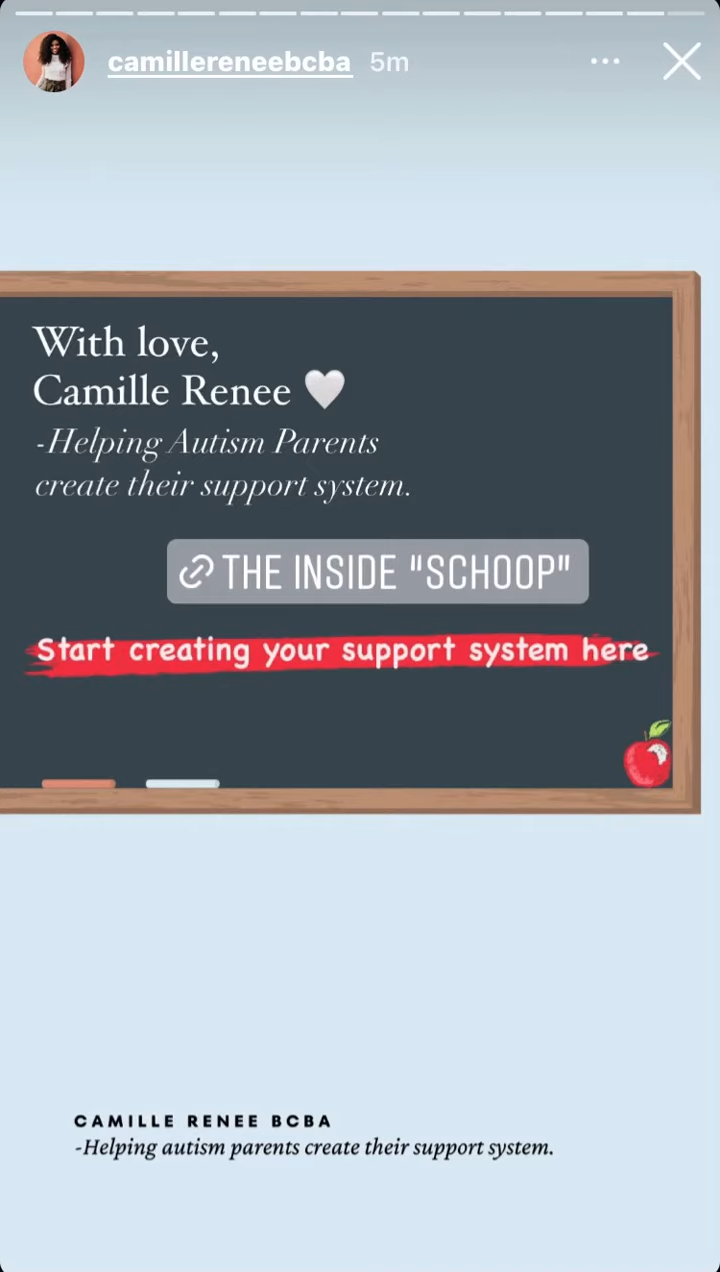 camillereneebcba 5m
With love,
Camille Renee 🤍
-Helping Autism Parents
create their support system.
THE INSIDE "SCHOOP"
Start creating your support system here
CAMILLE RENEE BCBA
-Helping autism parents create their support system.